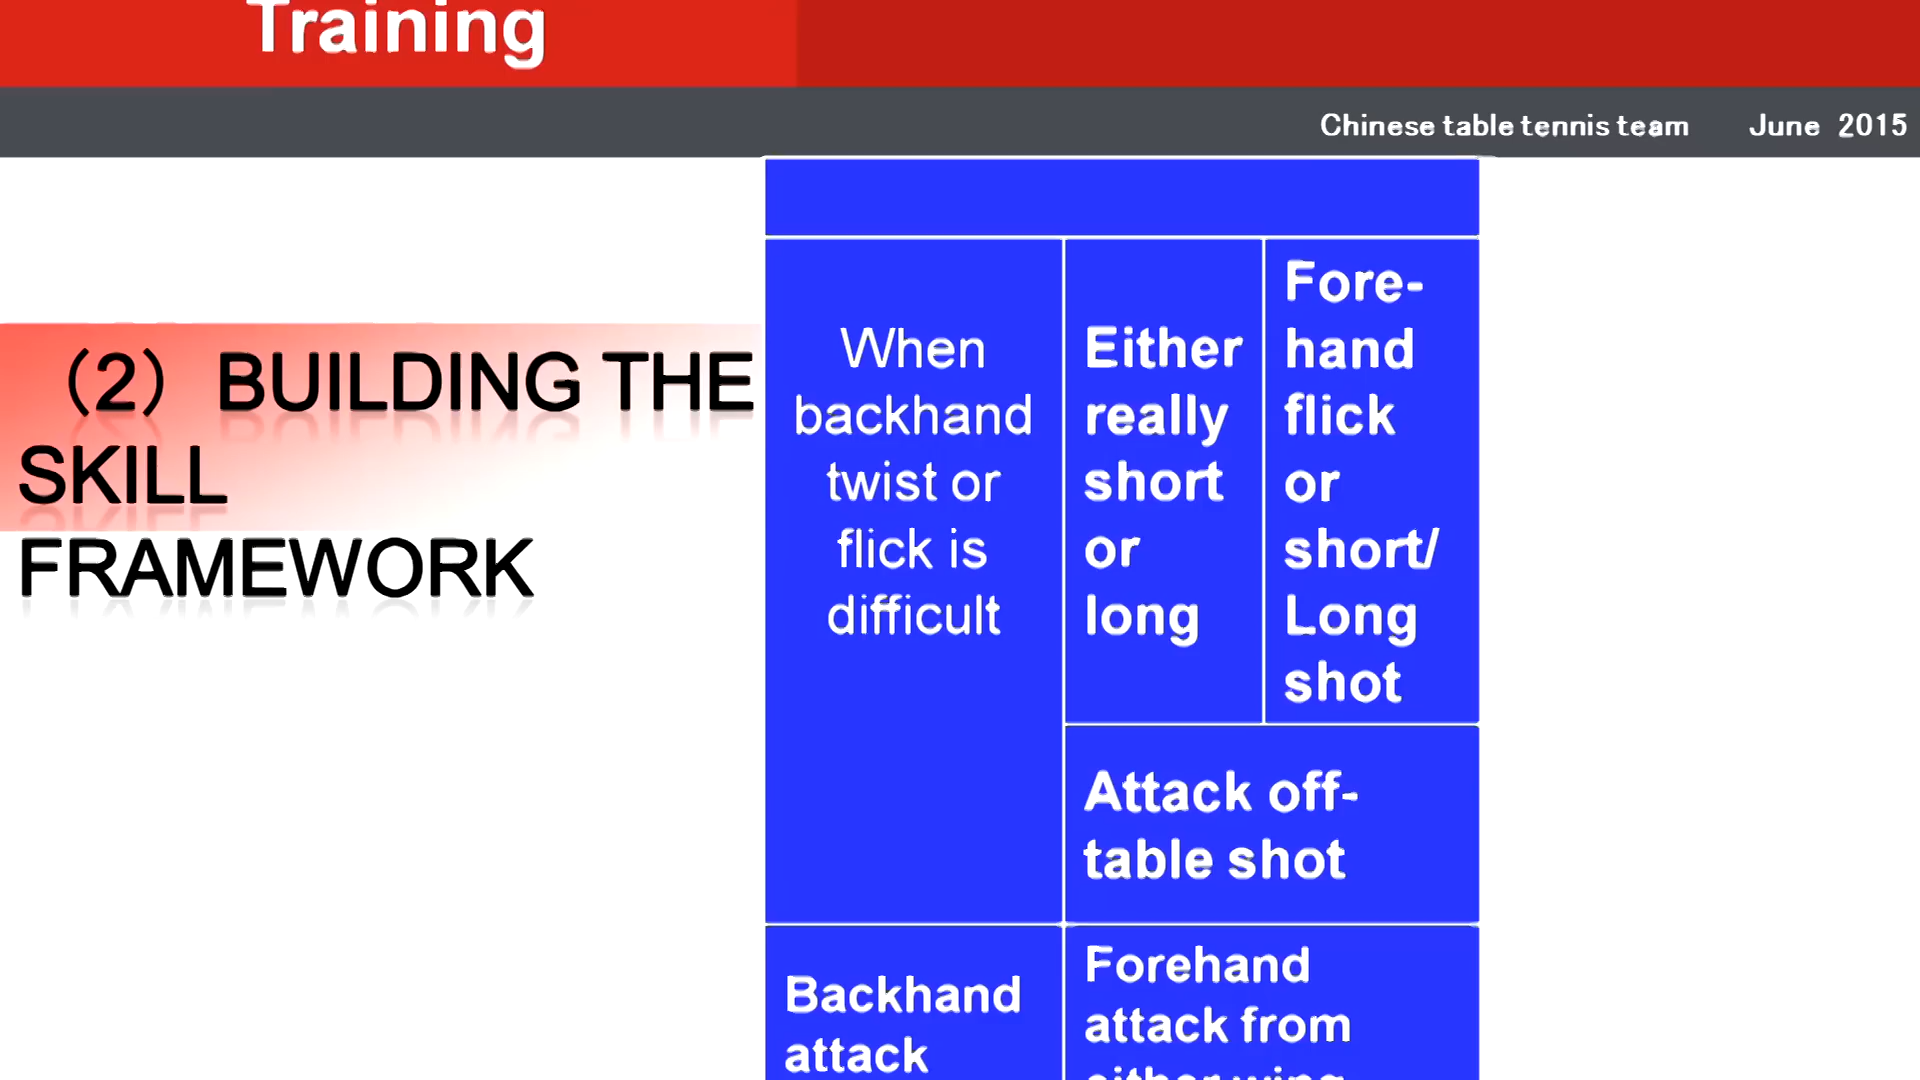 Training
Chinese table tennis team June 2015
（2）BUILDING THE
SKILL
FRAMEWORK
When
backhand
twist or
flick is
difficult
Either
really
short
or
long
Fore-
hand
flick
or
short/
Long
shot
Attack off-
table shot
Backhand
attack
Forehand
attack from
either wing